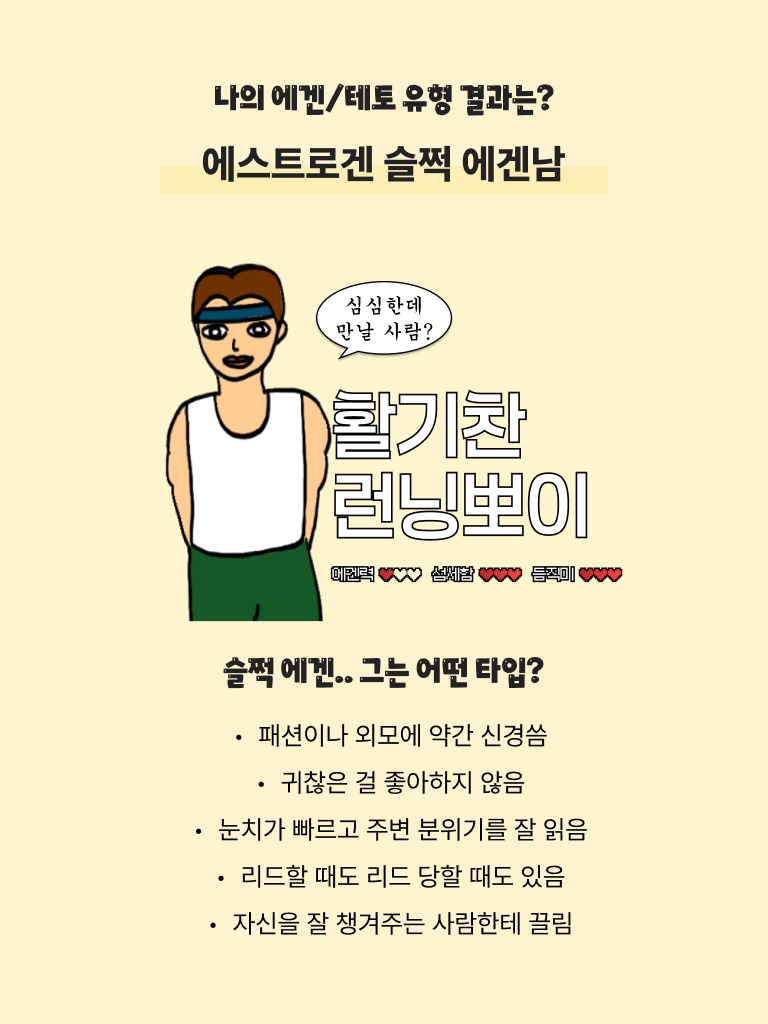 나의 에겐/테토 유형 결과는?
에스트로겐 슬쩍 에겐남
심심한데
만날 사람?
활기찬
런닝뽀이
에겐력 ♥♡♡ 섬세함 ♥♥♥ 듬직미 ♥♥♥
슬쩍 에겐.. 그는 어떤 타입?
• 패션이나 외모에 약간 신경씀
• 귀찮은 걸 좋아하지 않음
• 눈치가 빠르고 주변 분위기를 잘 읽음
• 리드할 때도 리드 당할 때도 있음
• 자신을 잘 챙겨주는 사람한테 끌림